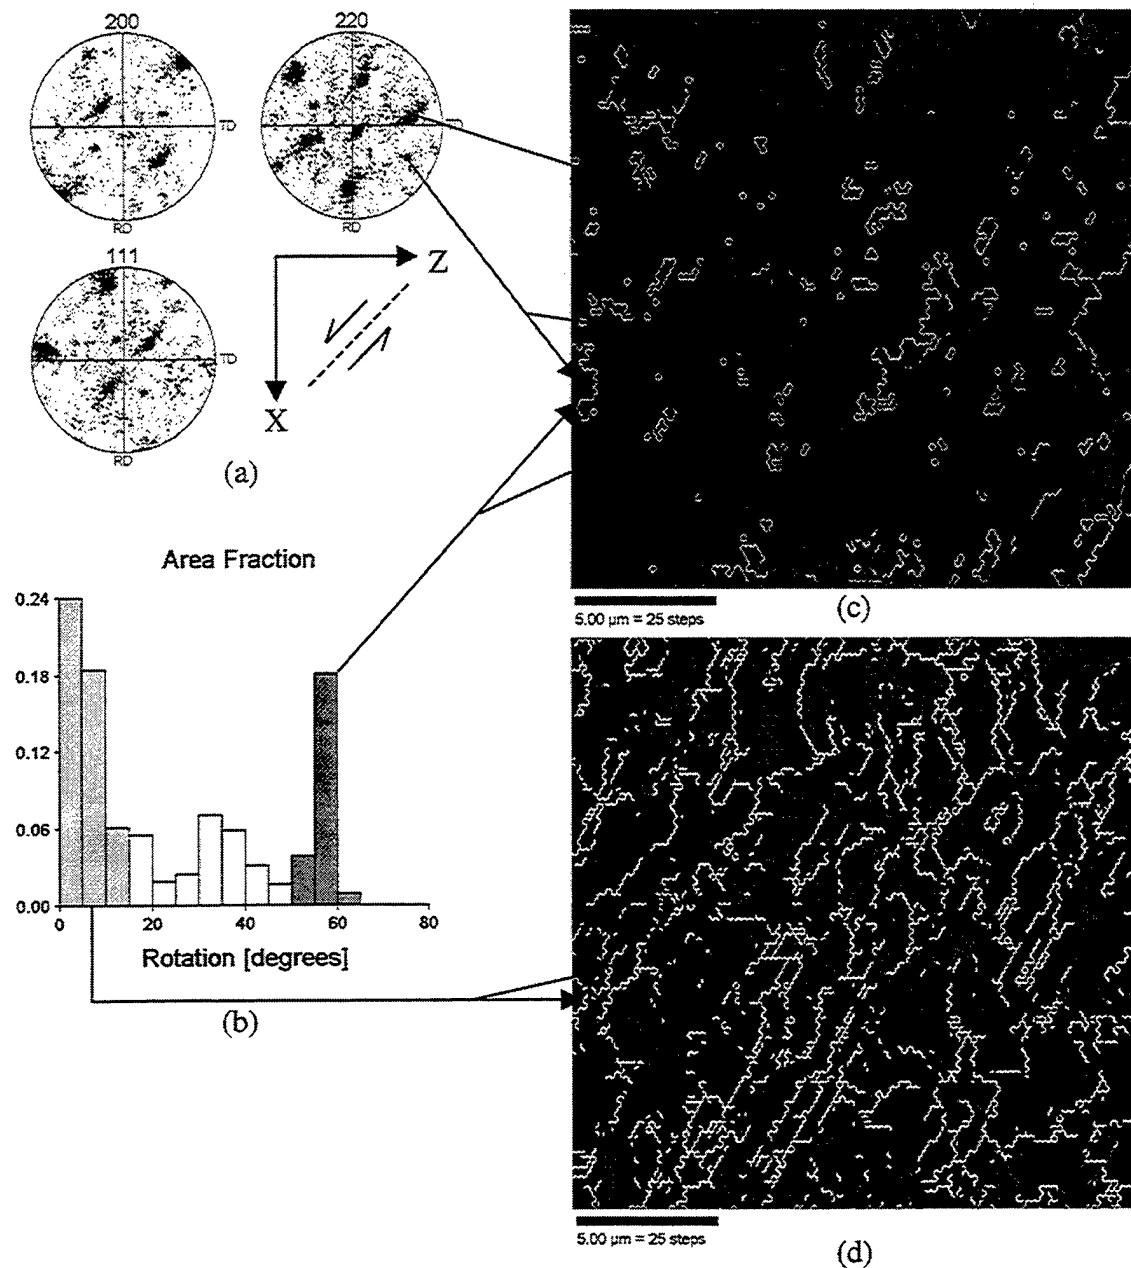 200
220
TD
D
RD
RD
111
TD
RD
Z
X
(a)
Area Fraction
0.24
0.18
0.12
0.06
0.00
0
20
40
60
80
Rotation [degrees]
(b)
5.00 µm = 25 steps
(c)
5.00 µm = 25 steps
(d)